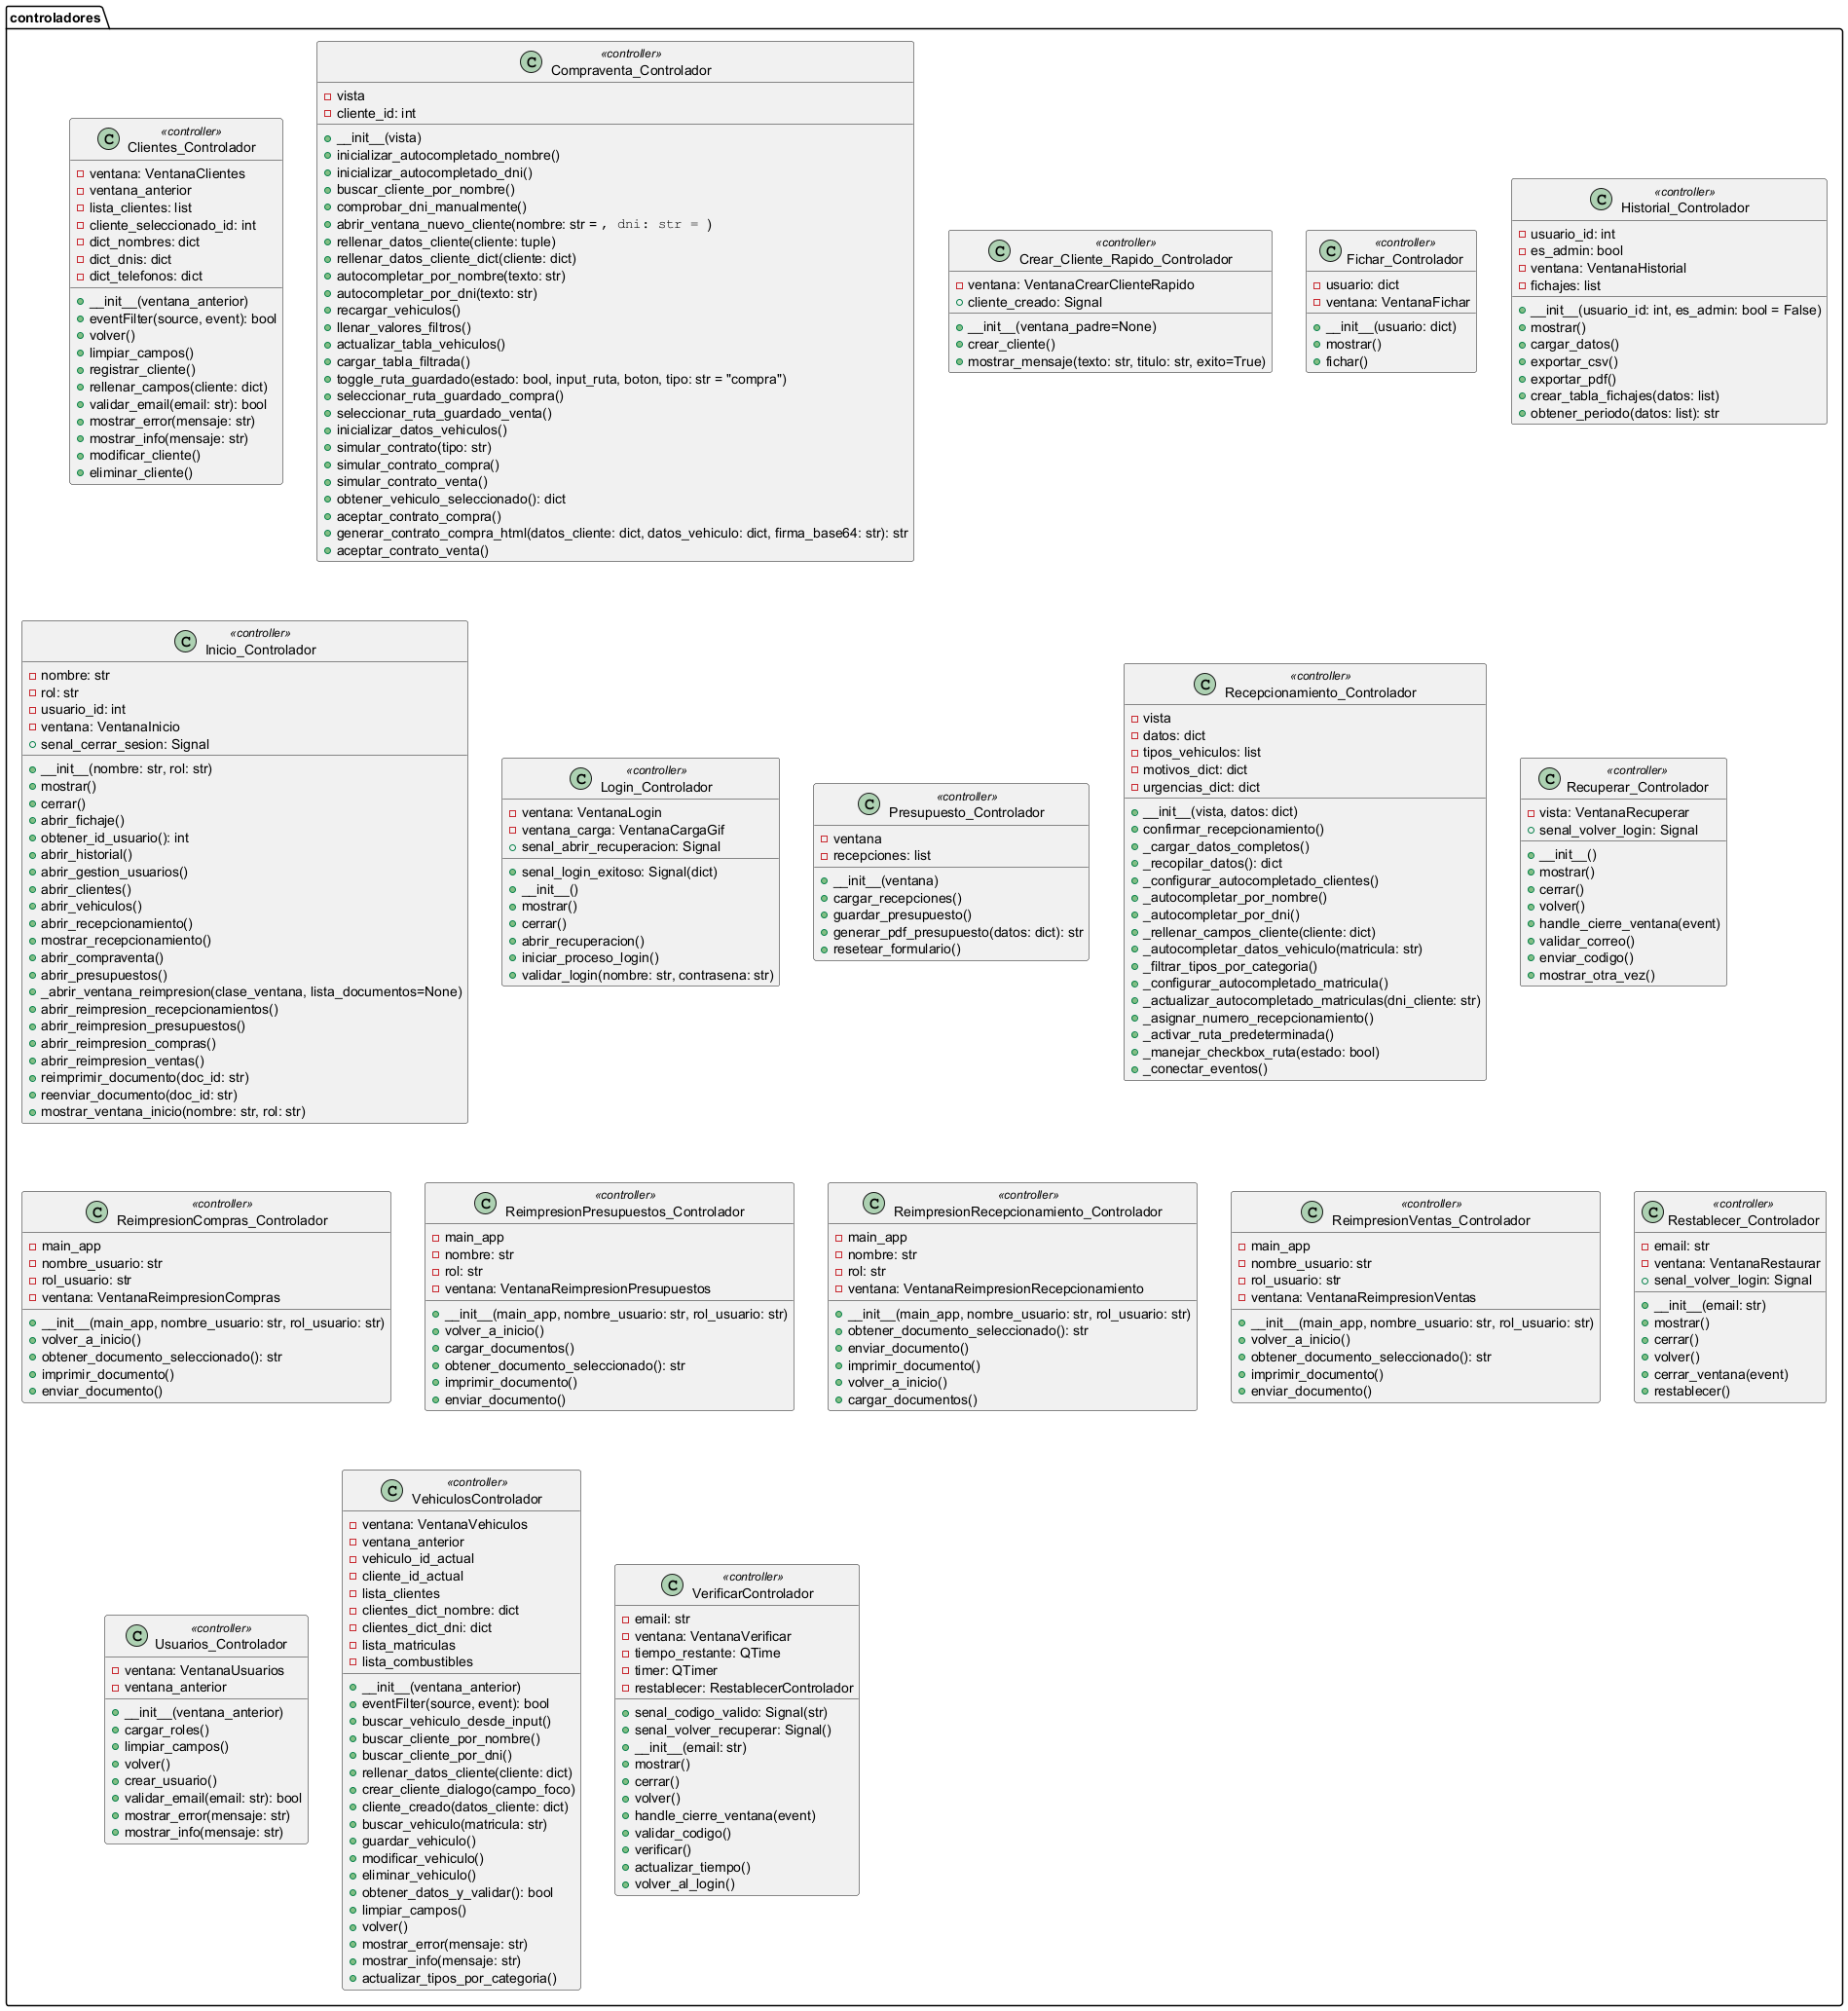 controladores
«controller»
Clientes_Controlador
ventana: VentanaClientes
ventana_anterior
lista_clientes: list
cliente_seleccionado_id: int
dict_nombres: dict
dict_dnis: dict
dict_telefonos: dict
__init__(ventana_anterior)
eventFilter(source, event): bool
volver()
limpiar_campos()
registrar_cliente()
rellenar_campos(cliente: dict)
validar_email(email: str): bool
mostrar_error(mensaje: str)
mostrar_info(mensaje: str)
modificar_cliente()
eliminar_cliente()
«controller»
Compraventa_Controlador
vista
cliente_id: int
__init__(vista)
inicializar_autocompletado_nombre()
inicializar_autocompletado_dni()
buscar_cliente_por_nombre()
comprobar_dni_manualmente()
abrir_ventana_nuevo_cliente(nombre: str = , dni: str = )
rellenar_datos_cliente(cliente: tuple)
rellenar_datos_cliente_dict(cliente: dict)
autocompletar_por_nombre(texto: str)
autocompletar_por_dni(texto: str)
recargar_vehiculos()
llenar_valores_filtros()
actualizar_tabla_vehiculos()
cargar_tabla_filtrada()
toggle_ruta_guardado(estado: bool, input_ruta, boton, tipo: str = "compra")
seleccionar_ruta_guardado_compra()
seleccionar_ruta_guardado_venta()
inicializar_datos_vehiculos()
simular_contrato(tipo: str)
simular_contrato_compra()
simular_contrato_venta()
obtener_vehiculo_seleccionado(): dict
aceptar_contrato_compra()
generar_contrato_compra_html(datos_cliente: dict, datos_vehiculo: dict, firma_base64: str): str
aceptar_contrato_venta()
«controller»
Crear_Cliente_Rapido_Controlador
ventana: VentanaCrearClienteRapido
cliente_creado: Signal
__init__(ventana_padre=None)
crear_cliente()
mostrar_mensaje(texto: str, titulo: str, exito=True)
«controller»
Fichar_Controlador
usuario: dict
ventana: VentanaFichar
__init__(usuario: dict)
mostrar()
fichar()
«controller»
Historial_Controlador
usuario_id: int
es_admin: bool
ventana: VentanaHistorial
fichajes: list
__init__(usuario_id: int, es_admin: bool = False)
mostrar()
cargar_datos()
exportar_csv()
exportar_pdf()
crear_tabla_fichajes(datos: list)
obtener_periodo(datos: list): str
«controller»
Inicio_Controlador
nombre: str
rol: str
usuario_id: int
ventana: VentanaInicio
senal_cerrar_sesion: Signal
__init__(nombre: str, rol: str)
mostrar()
cerrar()
abrir_fichaje()
obtener_id_usuario(): int
abrir_historial()
abrir_gestion_usuarios()
abrir_clientes()
abrir_vehiculos()
abrir_recepcionamiento()
mostrar_recepcionamiento()
abrir_compraventa()
abrir_presupuestos()
_abrir_ventana_reimpresion(clase_ventana, lista_documentos=None)
abrir_reimpresion_recepcionamientos()
abrir_reimpresion_presupuestos()
abrir_reimpresion_compras()
abrir_reimpresion_ventas()
reimprimir_documento(doc_id: str)
reenviar_documento(doc_id: str)
mostrar_ventana_inicio(nombre: str, rol: str)
«controller»
Login_Controlador
ventana: VentanaLogin
ventana_carga: VentanaCargaGif
senal_abrir_recuperacion: Signal
senal_login_exitoso: Signal(dict)
__init__()
mostrar()
cerrar()
abrir_recuperacion()
iniciar_proceso_login()
validar_login(nombre: str, contrasena: str)
«controller»
Presupuesto_Controlador
ventana
recepciones: list
__init__(ventana)
cargar_recepciones()
guardar_presupuesto()
generar_pdf_presupuesto(datos: dict): str
resetear_formulario()
«controller»
Recepcionamiento_Controlador
vista
datos: dict
tipos_vehiculos: list
motivos_dict: dict
urgencias_dict: dict
__init__(vista, datos: dict)
confirmar_recepcionamiento()
_cargar_datos_completos()
_recopilar_datos(): dict
_configurar_autocompletado_clientes()
_autocompletar_por_nombre()
_autocompletar_por_dni()
_rellenar_campos_cliente(cliente: dict)
_autocompletar_datos_vehiculo(matricula: str)
_filtrar_tipos_por_categoria()
_configurar_autocompletado_matricula()
_actualizar_autocompletado_matriculas(dni_cliente: str)
_asignar_numero_recepcionamiento()
_activar_ruta_predeterminada()
_manejar_checkbox_ruta(estado: bool)
_conectar_eventos()
«controller»
Recuperar_Controlador
vista: VentanaRecuperar
senal_volver_login: Signal
__init__()
mostrar()
cerrar()
volver()
handle_cierre_ventana(event)
validar_correo()
enviar_codigo()
mostrar_otra_vez()
«controller»
ReimpresionCompras_Controlador
main_app
nombre_usuario: str
rol_usuario: str
ventana: VentanaReimpresionCompras
__init__(main_app, nombre_usuario: str, rol_usuario: str)
volver_a_inicio()
obtener_documento_seleccionado(): str
imprimir_documento()
enviar_documento()
«controller»
ReimpresionPresupuestos_Controlador
main_app
nombre: str
rol: str
ventana: VentanaReimpresionPresupuestos
__init__(main_app, nombre_usuario: str, rol_usuario: str)
volver_a_inicio()
cargar_documentos()
obtener_documento_seleccionado(): str
imprimir_documento()
enviar_documento()
«controller»
ReimpresionRecepcionamiento_Controlador
main_app
nombre: str
rol: str
ventana: VentanaReimpresionRecepcionamiento
__init__(main_app, nombre_usuario: str, rol_usuario: str)
obtener_documento_seleccionado(): str
enviar_documento()
imprimir_documento()
volver_a_inicio()
cargar_documentos()
«controller»
ReimpresionVentas_Controlador
main_app
nombre_usuario: str
rol_usuario: str
ventana: VentanaReimpresionVentas
__init__(main_app, nombre_usuario: str, rol_usuario: str)
volver_a_inicio()
obtener_documento_seleccionado(): str
imprimir_documento()
enviar_documento()
«controller»
Restablecer_Controlador
email: str
ventana: VentanaRestaurar
senal_volver_login: Signal
__init__(email: str)
mostrar()
cerrar()
volver()
cerrar_ventana(event)
restablecer()
«controller»
Usuarios_Controlador
ventana: VentanaUsuarios
ventana_anterior
__init__(ventana_anterior)
cargar_roles()
limpiar_campos()
volver()
crear_usuario()
validar_email(email: str): bool
mostrar_error(mensaje: str)
mostrar_info(mensaje: str)
«controller»
VehiculosControlador
ventana: VentanaVehiculos
ventana_anterior
vehiculo_id_actual
cliente_id_actual
lista_clientes
clientes_dict_nombre: dict
clientes_dict_dni: dict
lista_matriculas
lista_combustibles
__init__(ventana_anterior)
eventFilter(source, event): bool
buscar_vehiculo_desde_input()
buscar_cliente_por_nombre()
buscar_cliente_por_dni()
rellenar_datos_cliente(cliente: dict)
crear_cliente_dialogo(campo_foco)
cliente_creado(datos_cliente: dict)
buscar_vehiculo(matricula: str)
guardar_vehiculo()
modificar_vehiculo()
eliminar_vehiculo()
obtener_datos_y_validar(): bool
limpiar_campos()
volver()
mostrar_error(mensaje: str)
mostrar_info(mensaje: str)
actualizar_tipos_por_categoria()
«controller»
VerificarControlador
email: str
ventana: VentanaVerificar
tiempo_restante: QTime
timer: QTimer
restablecer: RestablecerControlador
senal_codigo_valido: Signal(str)
senal_volver_recuperar: Signal()
__init__(email: str)
mostrar()
cerrar()
volver()
handle_cierre_ventana(event)
validar_codigo()
verificar()
actualizar_tiempo()
volver_al_login()